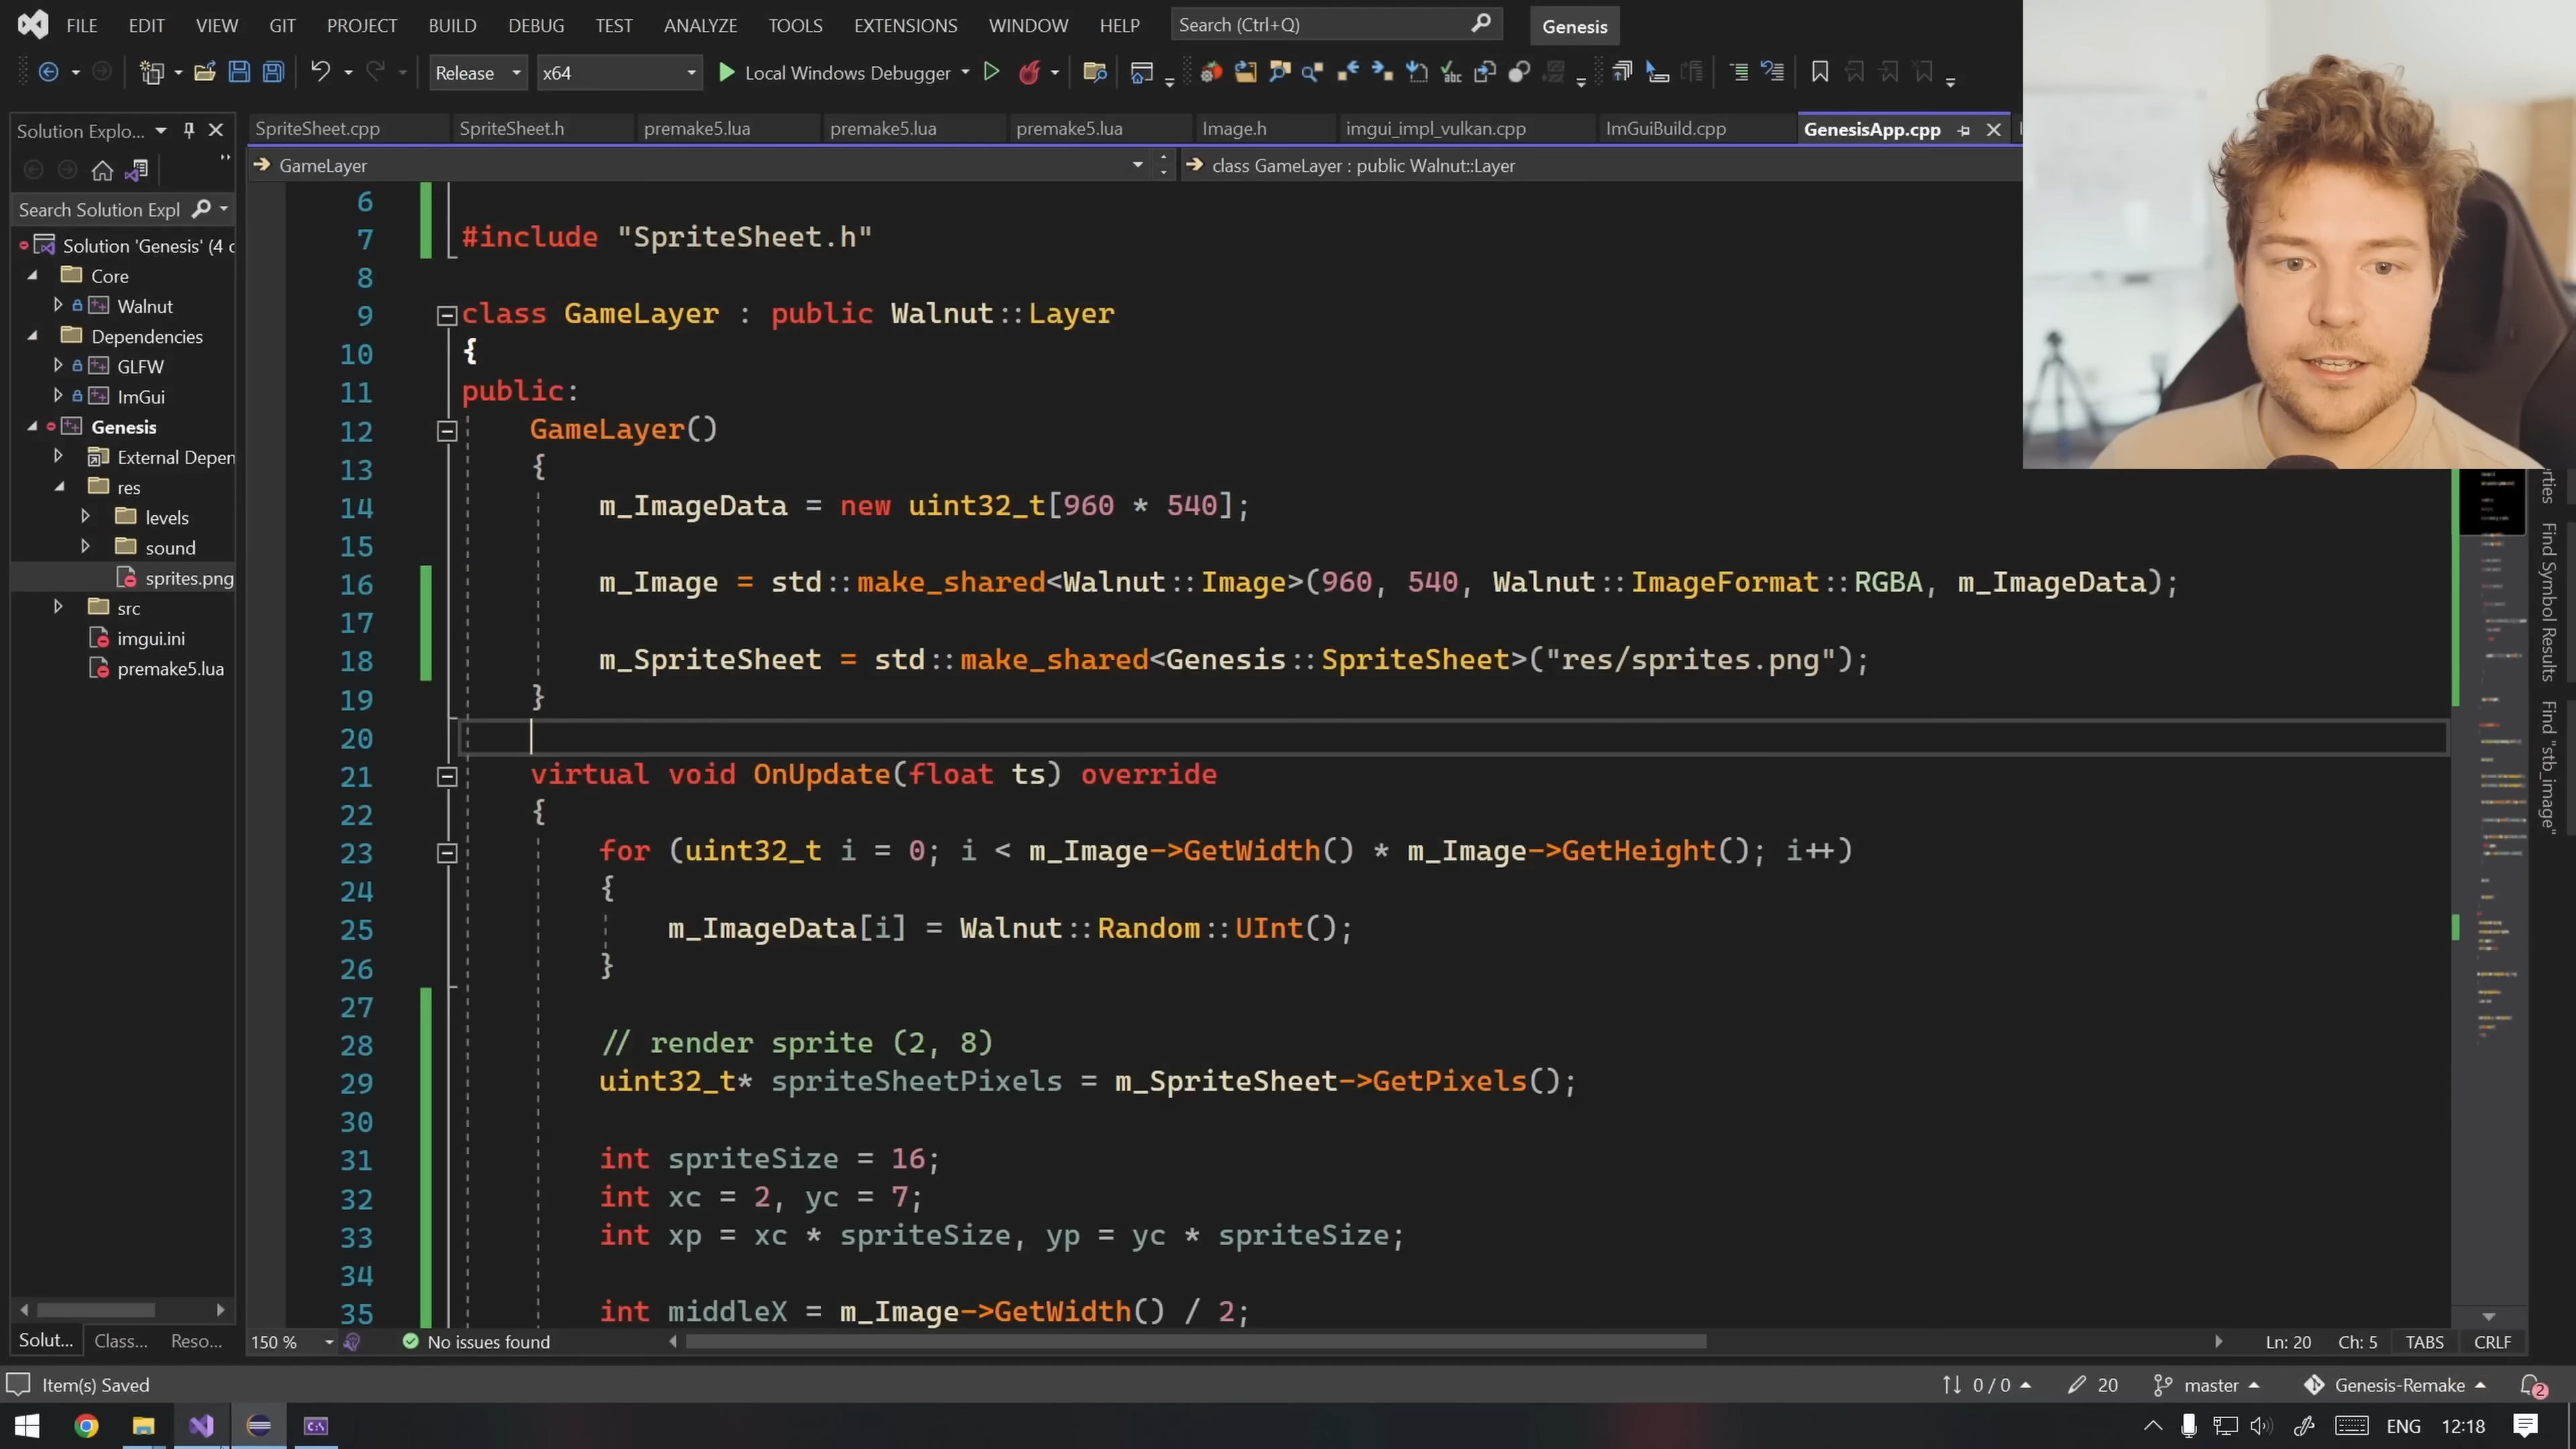 FILE EDIT VIEW GIT PROJECT BUILD DEBUG TEST ANALYZE TOOLS EXTENSIONS WINDOW HELP Search (Ctrl+Q) Genesis
Release x64 Local Windows Debugger
Solution Explo...
SpriteSheet.cpp SpriteSheet.h premake5.lua premake5.lua premake5.lua Image.h imgui_impl_vulkan.cpp ImGuiBuild.cpp GenesisApp.cpp
GameLayer class GameLayer : public Walnut::Layer
Search Solution Expl
Solution 'Genesis' (4 c
Core
Walnut
Dependencies
GLFW
ImGui
Genesis
External Depen
res
levels
sound
sprites.png
src
imgui.ini
premake5.lua
Solut... Class... Reso...
6
7 #include "SpriteSheet.h"
8
9 class GameLayer : public Walnut::Layer
10 {
11 public:
12 GameLayer()
13 {
14 m_ImageData = new uint32_t[960 * 540];
15
16 m_Image = std::make_shared<Walnut::Image>(960, 540, Walnut::ImageFormat::RGBA, m_ImageData);
17
18 m_SpriteSheet = std::make_shared<Genesis::SpriteSheet>("res/sprites.png");
19 }
20
21 virtual void OnUpdate(float ts) override
22 {
23 for (uint32_t i = 0; i < m_Image->GetWidth() * m_Image->GetHeight(); i++)
24 {
25 m_ImageData[i] = Walnut::Random::UInt();
26 }
27
28 // render sprite (2, 8)
29 uint32_t* spriteSheetPixels = m_SpriteSheet->GetPixels();
30
31 int spriteSize = 16;
32 int xc = 2, yc = 7;
33 int xp = xc * spriteSize, yp = yc * spriteSize;
34
35 int middleX = m_Image->GetWidth() / 2;
erties
Find Symbol Results
Find "stb_image"
150 % No issues found Ln: 20 Ch: 5 TABS CRLF
Item(s) Saved 0 / 0 20 master Genesis-Remake 2
ENG 12:18